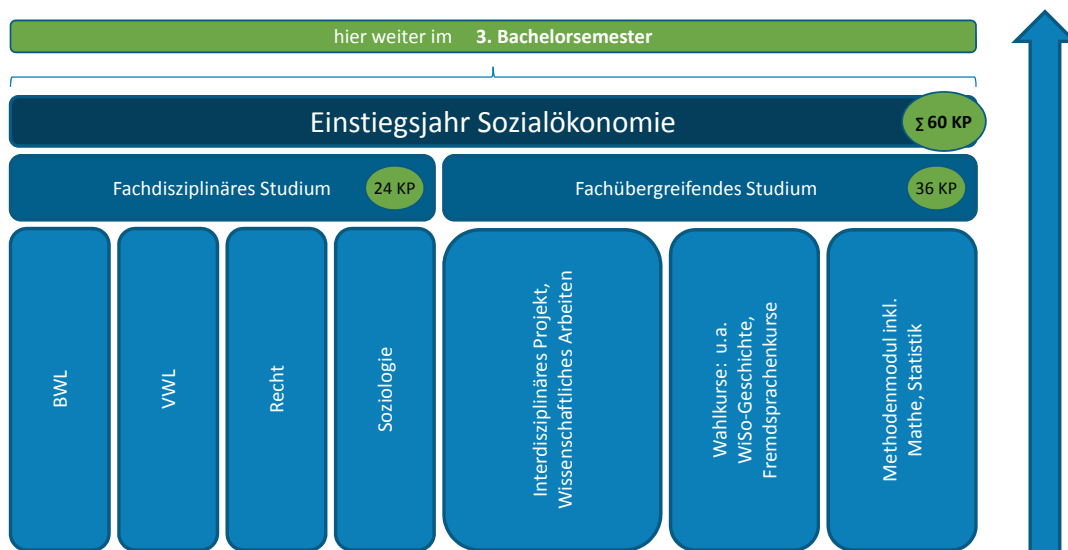 hier weiter im 3. Bachelorsemester
Einstiegsjahr Sozialökonomie
Σ 60 KP
Fachdisziplinäres Studium
24 KP
Fachübergreifendes Studium
36 KP
BWL
VWL
Recht
Soziologie
Interdisziplinäres Projekt,
Wissenschaftliches Arbeiten
Wahlkurse: u.a.
WiSo-Geschichte,
Fremdsprachenkurse
Methodenmodul inkl.
Mathe, Statistik